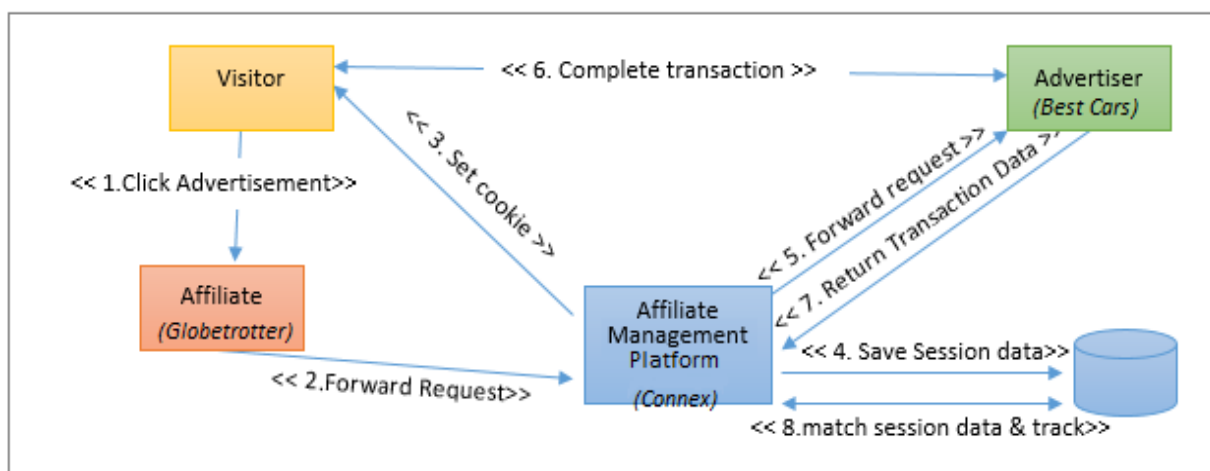 Visitor
<< 6. Complete transaction >>
Advertiser
(Best Cars)
<< 1.Click Advertisement>>
<< 3. Set cookie >>
<< 5. Forward request >>
<< 7. Return Transaction Data >>
Affiliate
(Globetrotter)
Affiliate
Management
Platform
(Connex)
<< 2.Forward Request>>
<< 4. Save Session data>>
<< 8.match session data & track>>